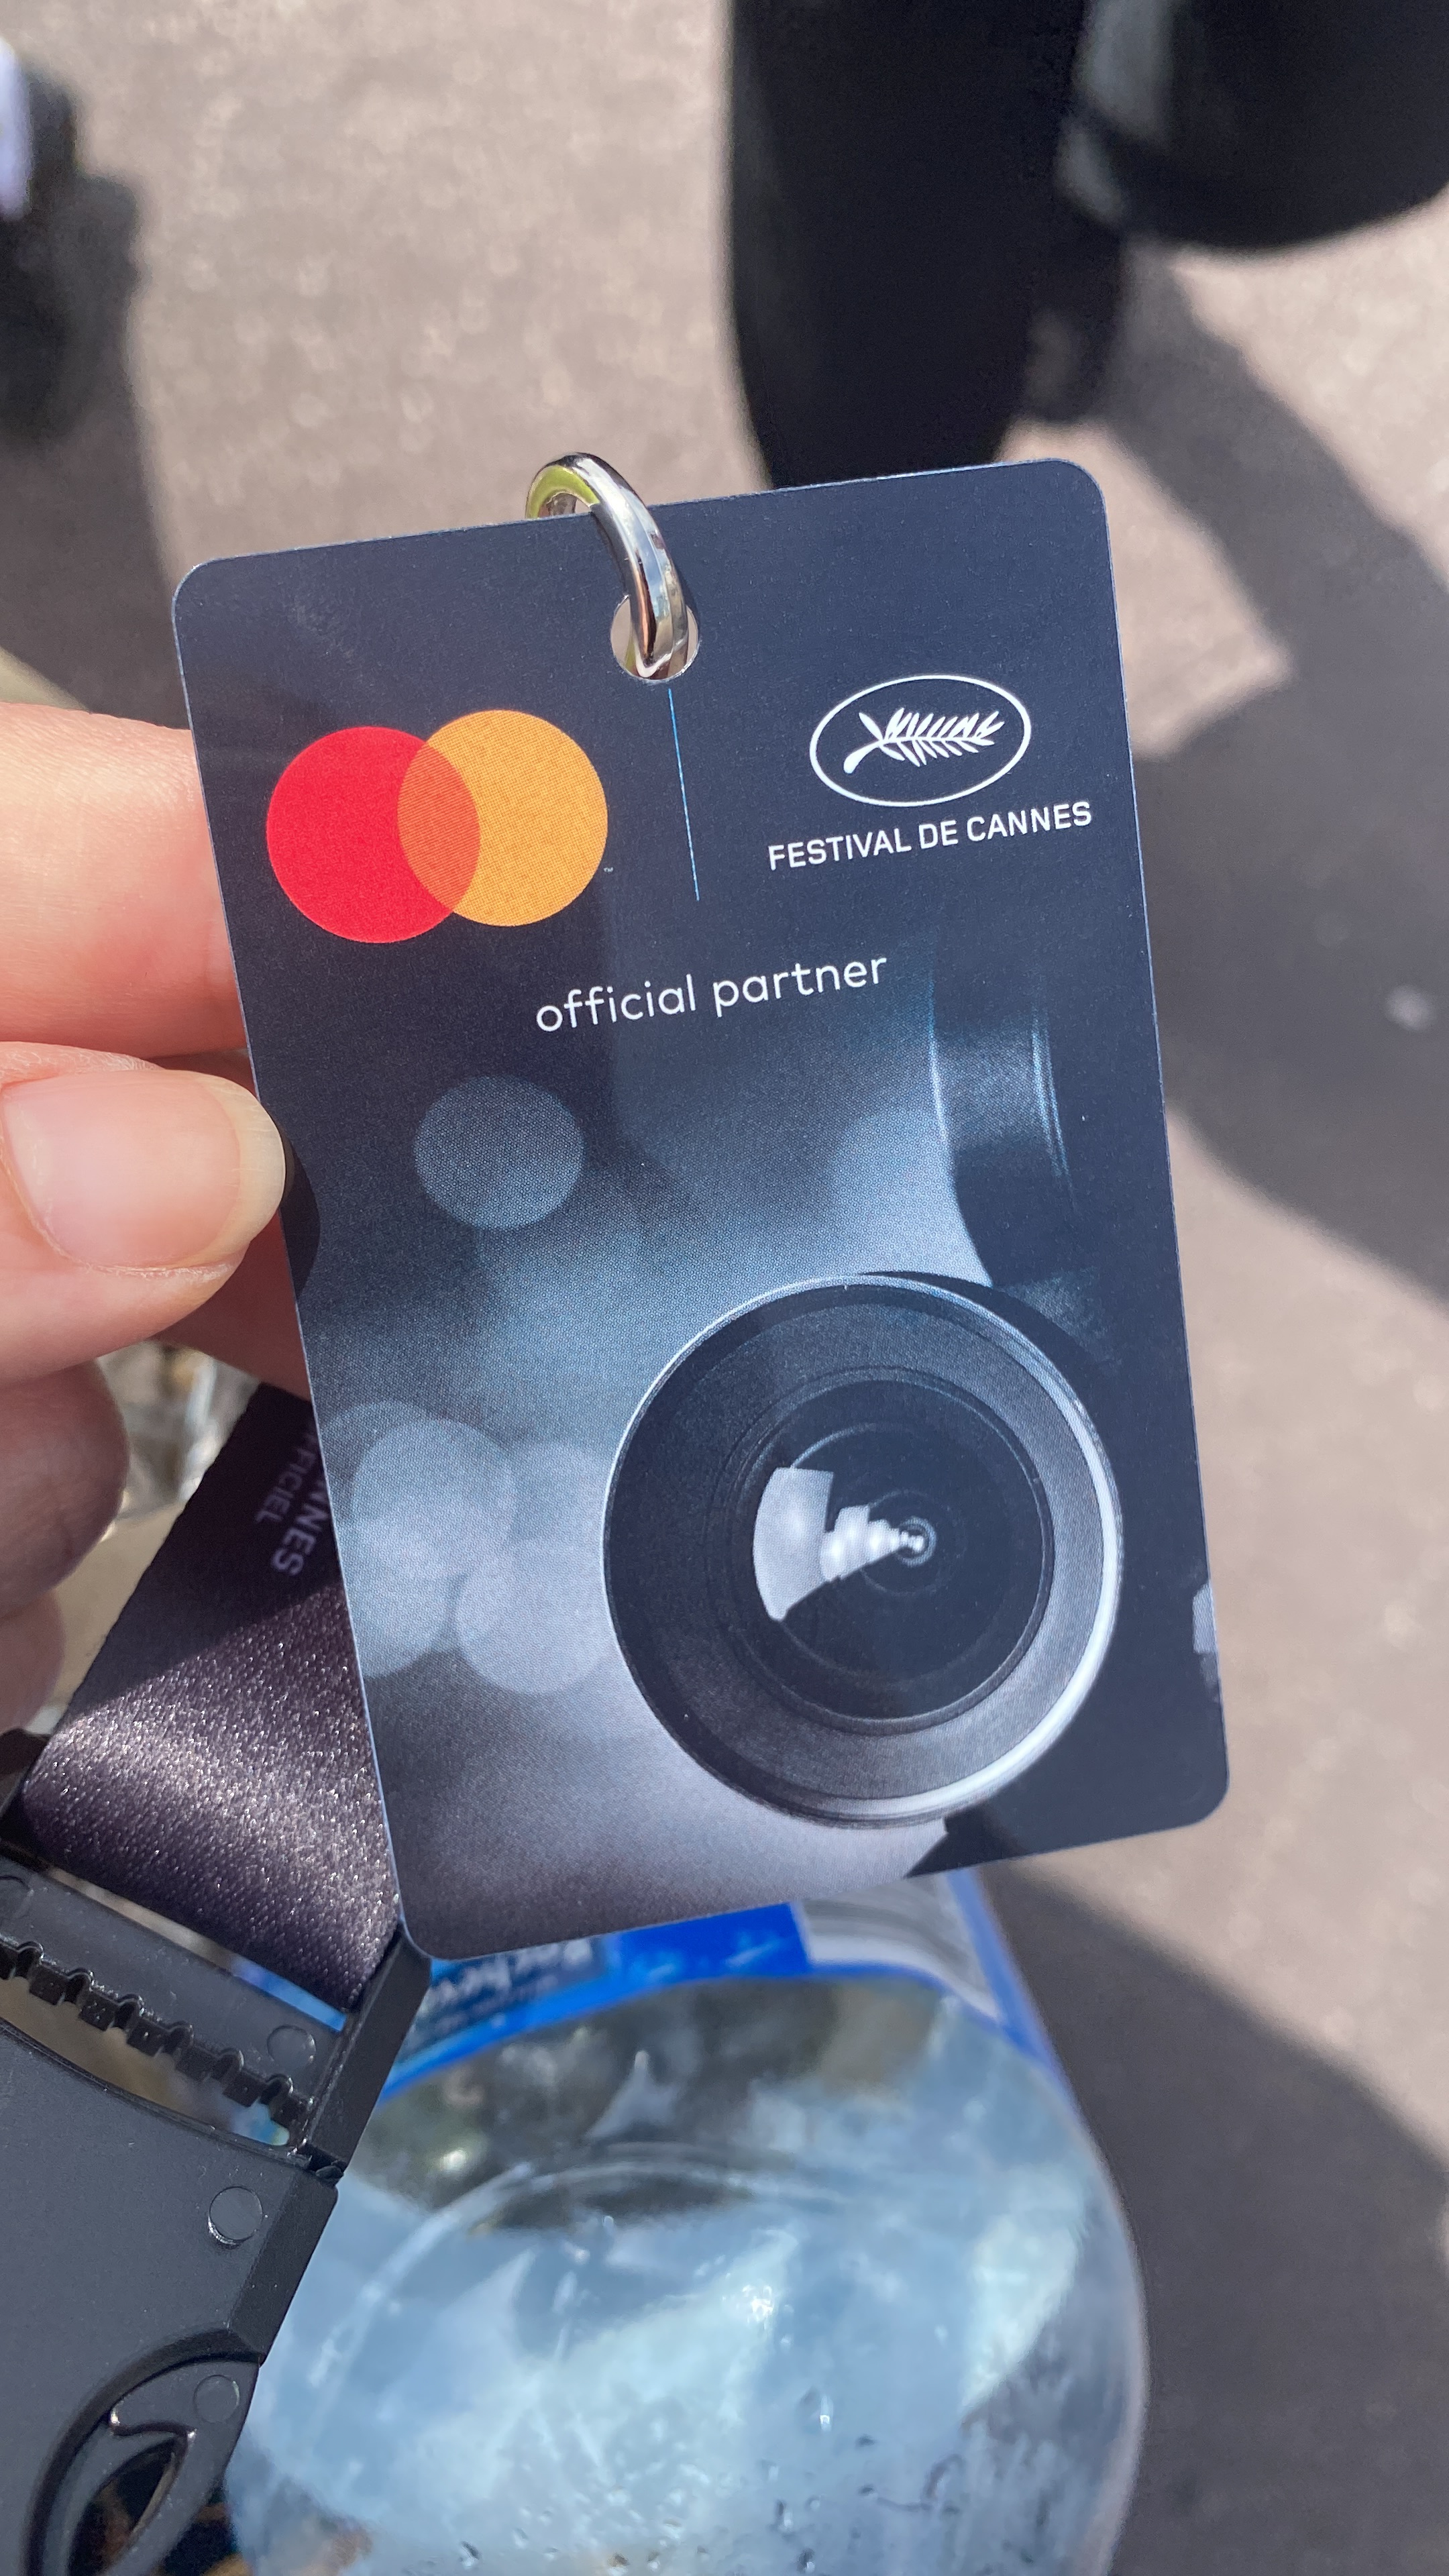 FESTIVAL DE CANNES
official partner